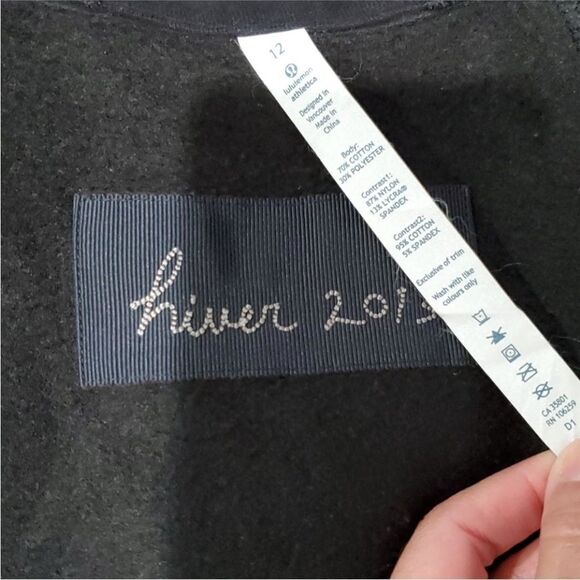 12
lululemon
athletica
Designed in
Vancouver
Made in
China
Body:
70% COTTON
30% POLYESTER
Contrast1:
87% NYLON
13% LYCRA®
SPANDEX
Contrast2:
95% COTTON
5% SPANDEX
Exclusive of trim
Wash with like
colours only
CA 35801
RN 106259
D1
hiver 2013